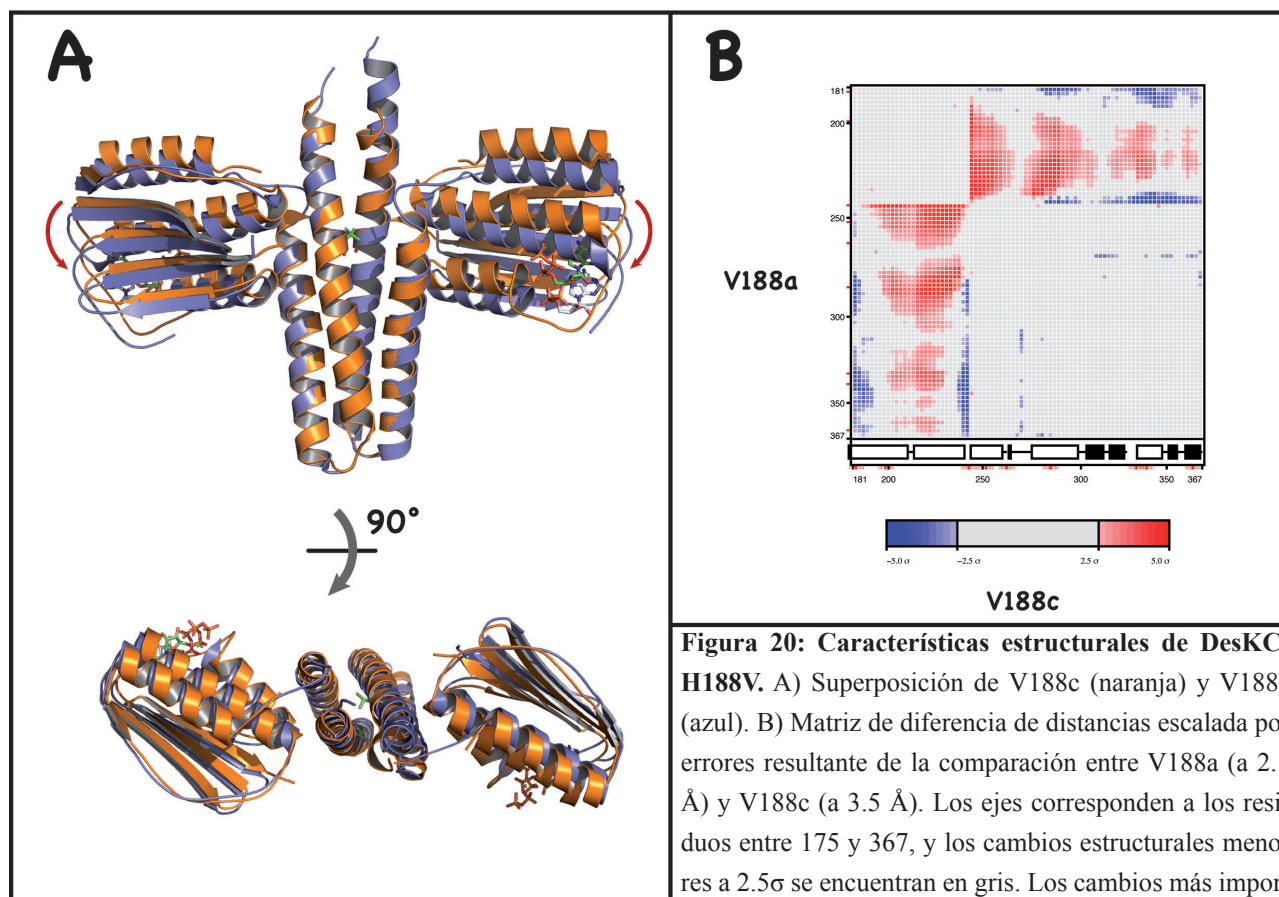 A
90°
B
181
200
250
300
350
367
V188a
181
200
250
300
350
367
−5.0 σ
−2.5 σ
2.5 σ
5.0 σ
V188c
Figura 20: Características estructurales de DesKC
H188V. A) Superposición de V188c (naranja) y V188
(azul). B) Matriz de diferencia de distancias escalada po
errores resultante de la comparación entre V188a (a 2.
Å) y V188c (a 3.5 Å). Los ejes corresponden a los resi
duos entre 175 y 367, y los cambios estructurales meno
res a 2.5σ se encuentran en gris. Los cambios más impor